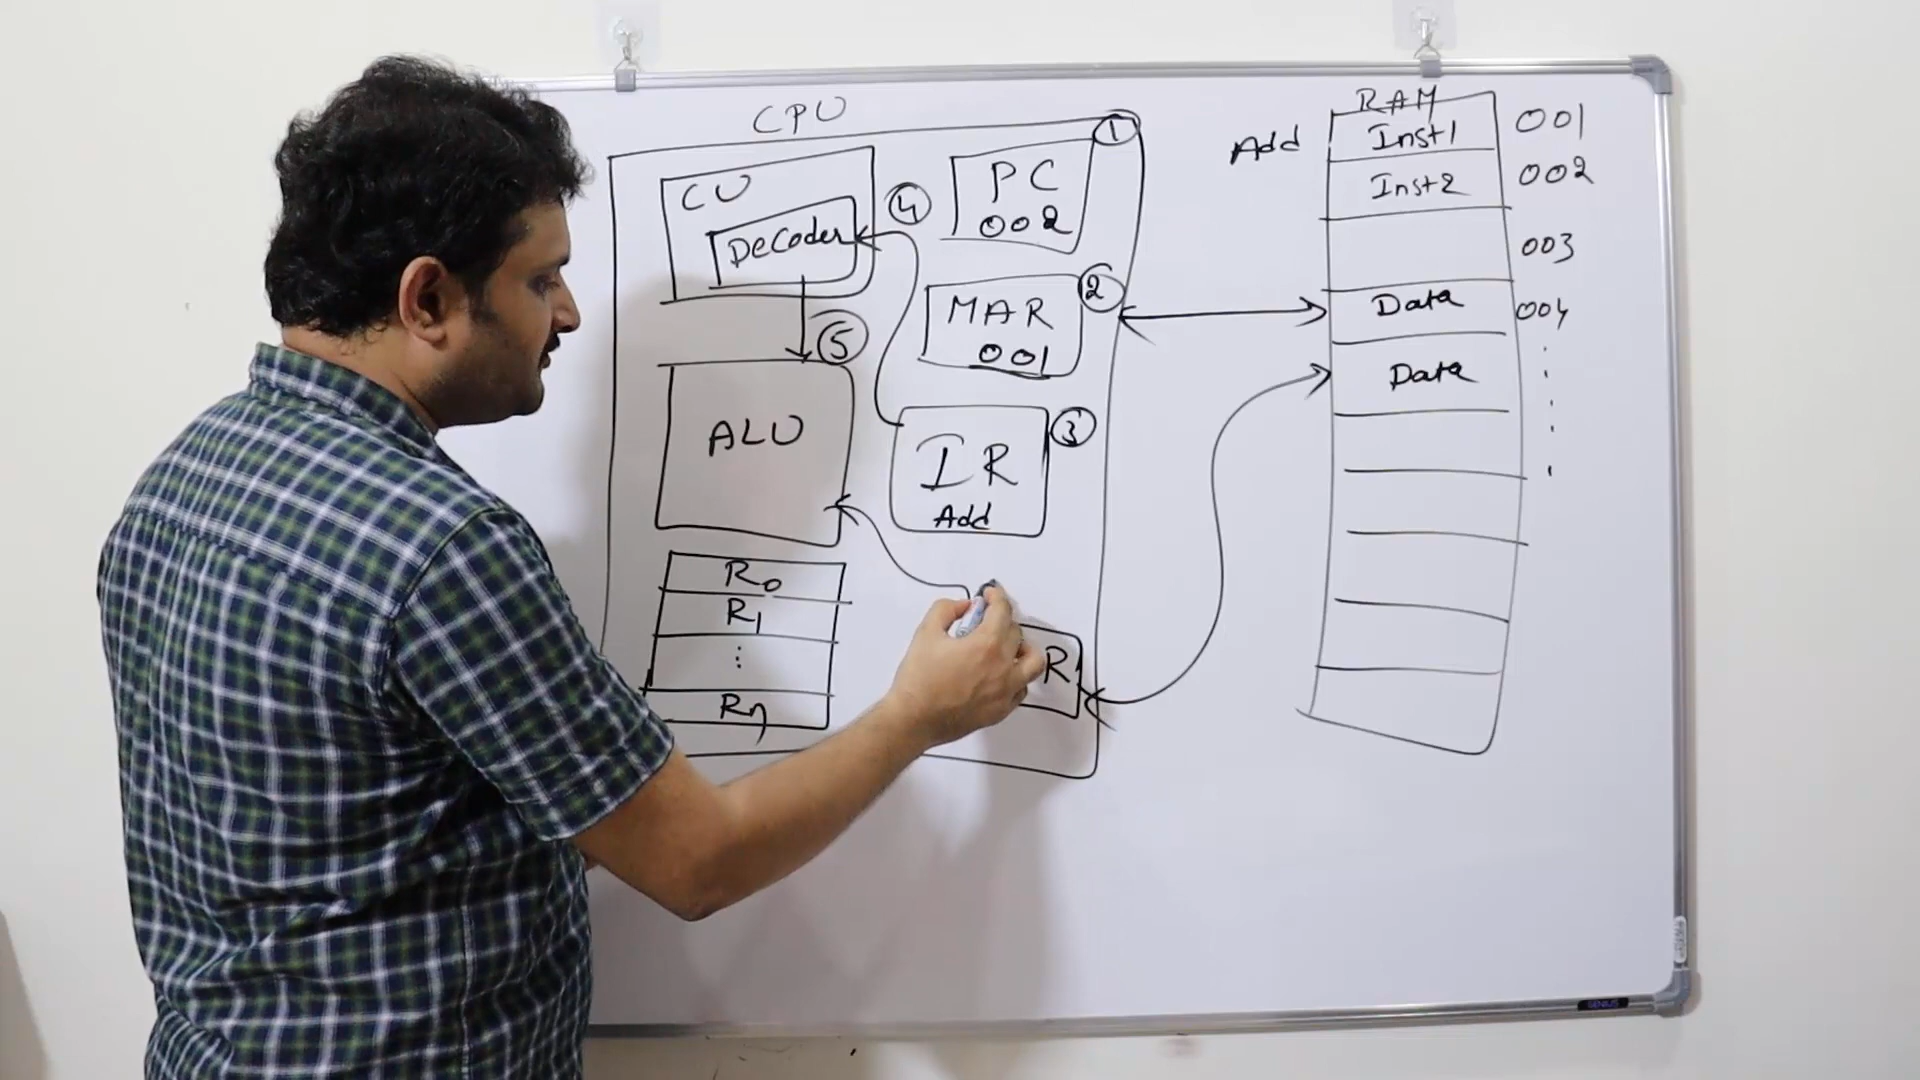 CPU
CU
Decoder
4
PC
002
1
MAR
001
2
5
ALU
IR
Add
3
R0
R1
⋮
Rn
R
Add
RAM
Inst1 001
Inst2 002
003
Data 004
Data
GENIUS